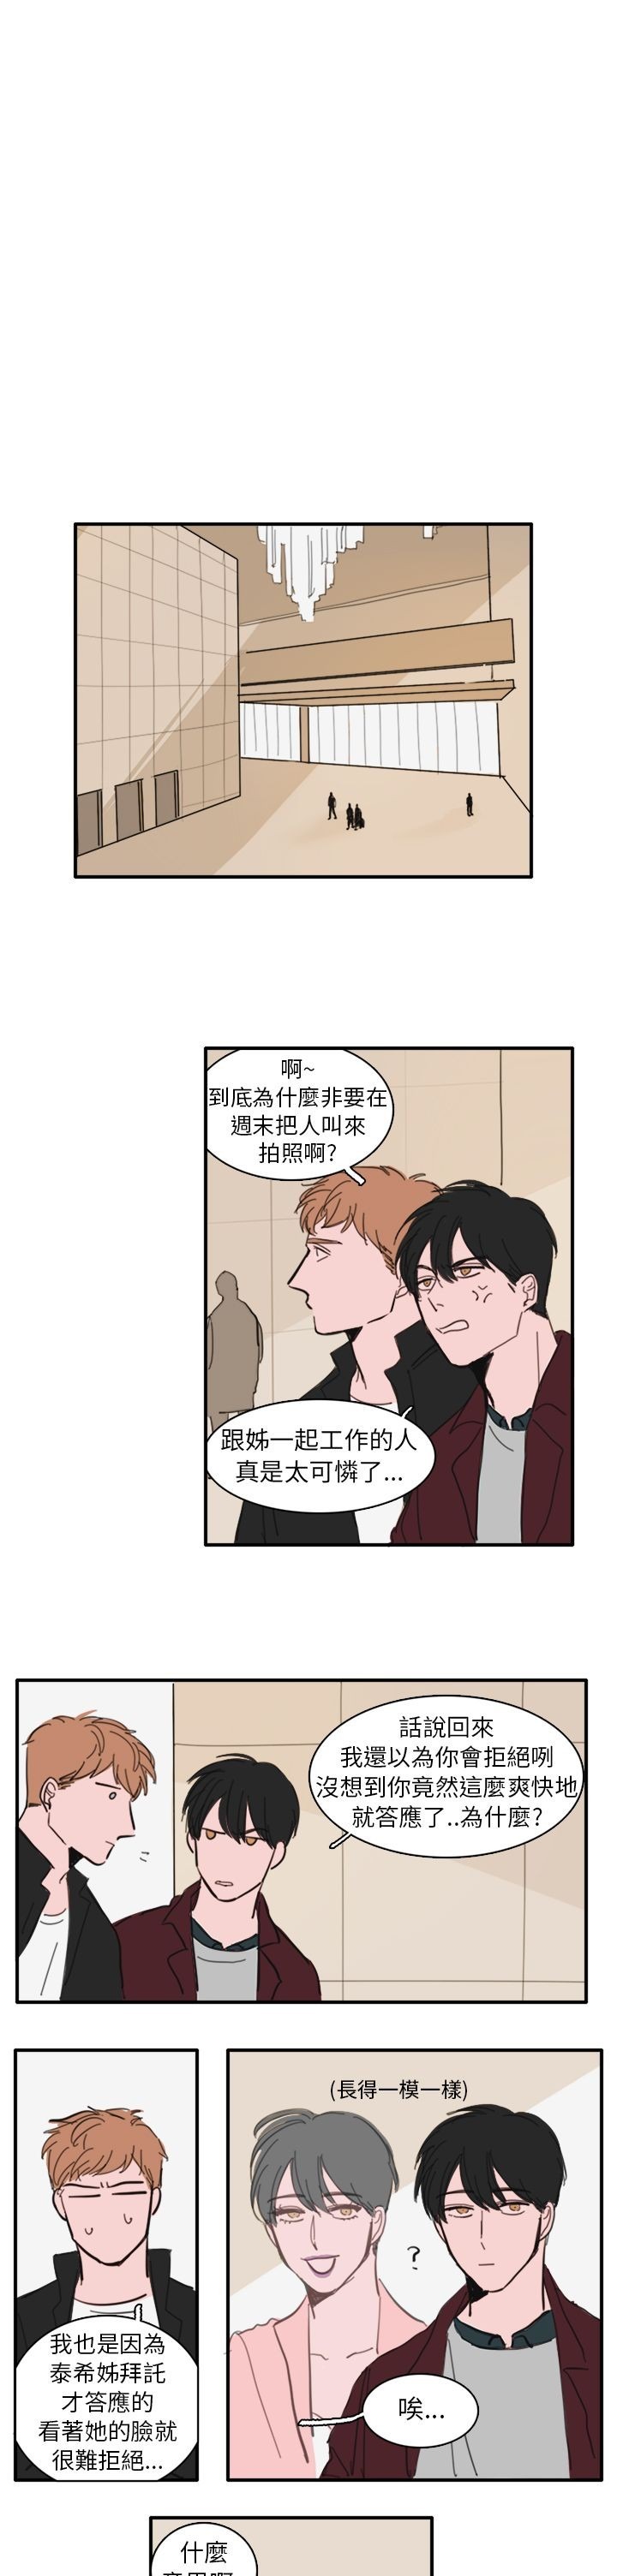 啊~
到底為什麼非要在
週末把人叫來
拍照啊?
跟姊一起工作的人
真是太可憐了...
話說回來
我還以為你會拒絕咧
沒想到你竟然這麼爽快地
就答應了..為什麼?
我也是因為
泰希姊拜託
才答應的
看著她的臉就
很難拒絕...
(長得一模一樣)
?
唉...
什麼